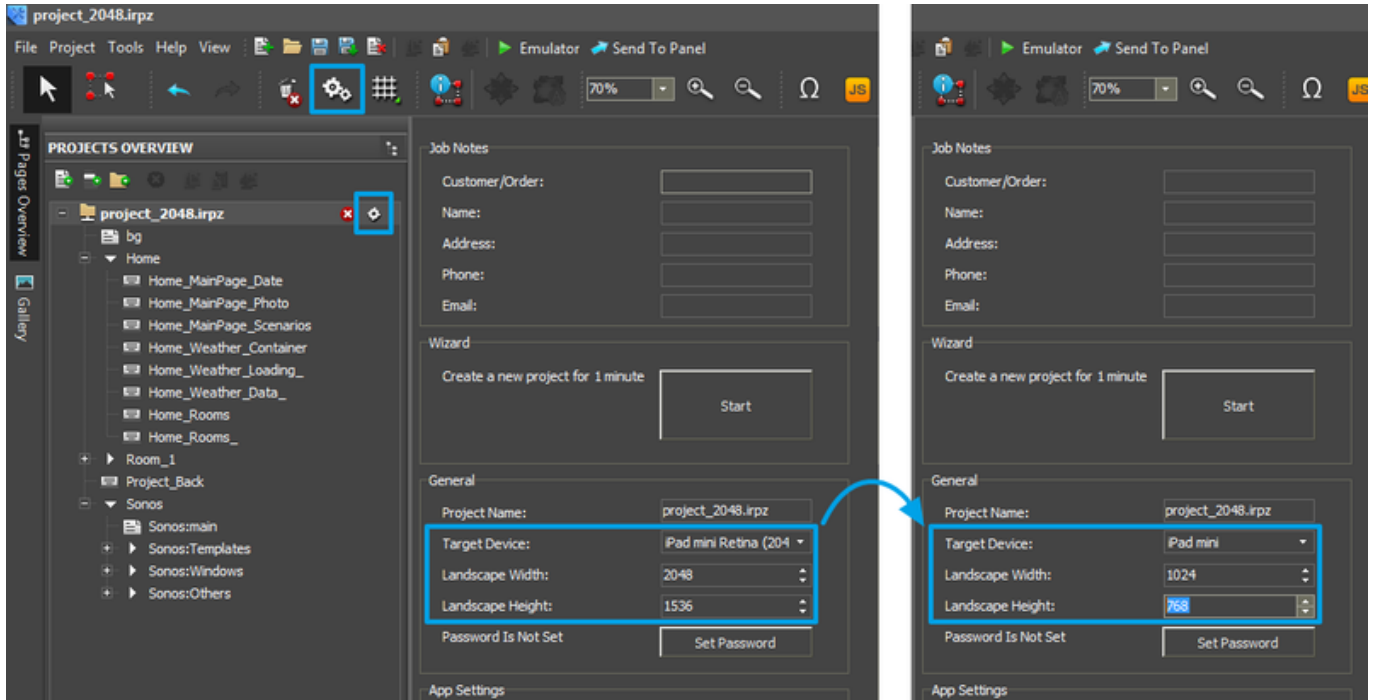 project_2048.irpz
File Project Tools Help View Emulator Send To Panel
70% Ω JS
Pages Overview
Gallery
PROJECTS OVERVIEW
project_2048.irpz
bg
Home
Home_MainPage_Date
Home_MainPage_Photo
Home_MainPage_Scenarios
Home_Weather_Container
Home_Weather_Loading_
Home_Weather_Data_
Home_Rooms
Home_Rooms_
Room_1
Project_Back
Sonos
Sonos:main
Sonos:Templates
Sonos:Windows
Sonos:Others
Job Notes
Customer/Order:
Name:
Address:
Phone:
Email:
Wizard
Create a new project for 1 minute
Start
General
Project Name: project_2048.irpz
Target Device: iPad mini Retina (204
Landscape Width: 2048
Landscape Height: 1536
Password Is Not Set Set Password
App Settings
Emulator Send To Panel
70% Ω JS
Job Notes
Customer/Order:
Name:
Address:
Phone:
Email:
Wizard
Create a new project for 1 minute
Start
General
Project Name: project_2048.irpz
Target Device: iPad mini
Landscape Width: 1024
Landscape Height: 768
Password Is Not Set Set Password
App Settings